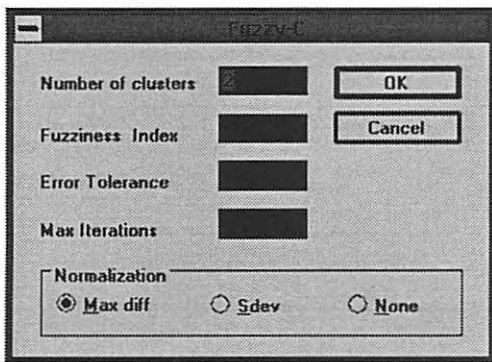 Fuzzy-C
Number of clusters 2 OK
Fuzziness Index Cancel
Error Tolerance
Max Iterations
Normalization
Max diff Sdev None